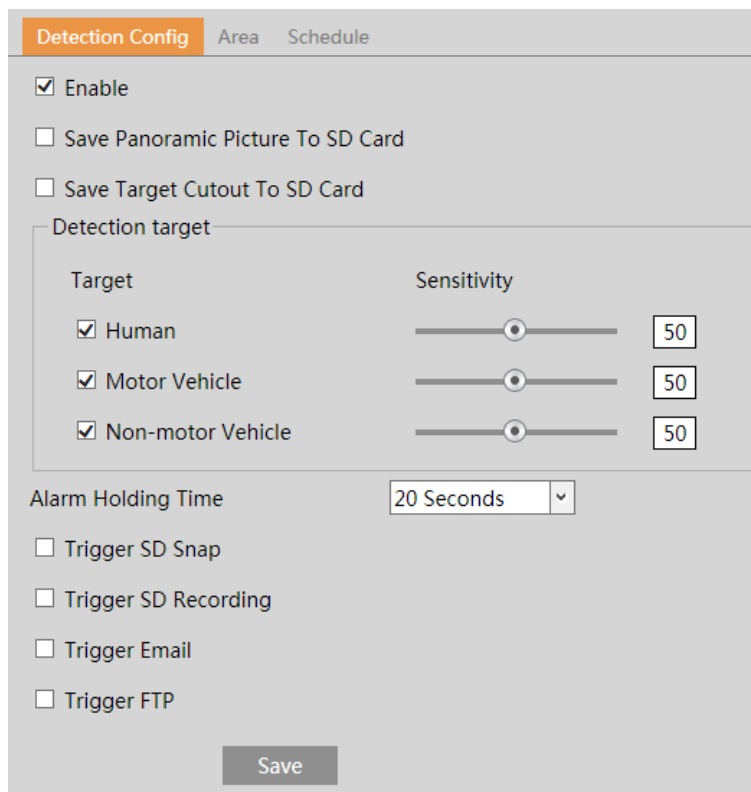 Detection Config Area Schedule
Enable
Save Panoramic Picture To SD Card
Save Target Cutout To SD Card
Detection target
Target Sensitivity
Human 50
Motor Vehicle 50
Non-motor Vehicle 50
Alarm Holding Time 20 Seconds
Trigger SD Snap
Trigger SD Recording
Trigger Email
Trigger FTP
Save